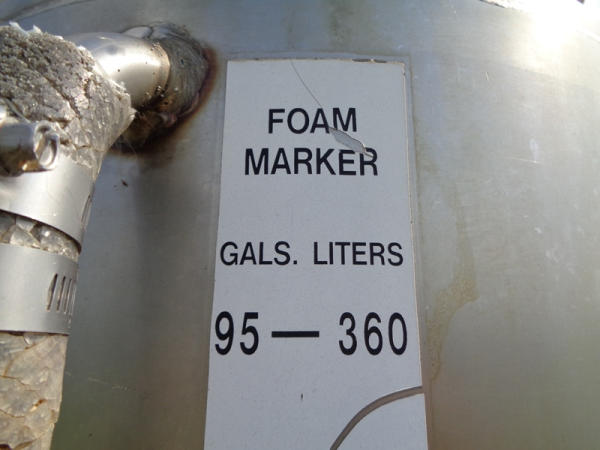 FOAM
MARKER
GALS. LITERS
95 — 360